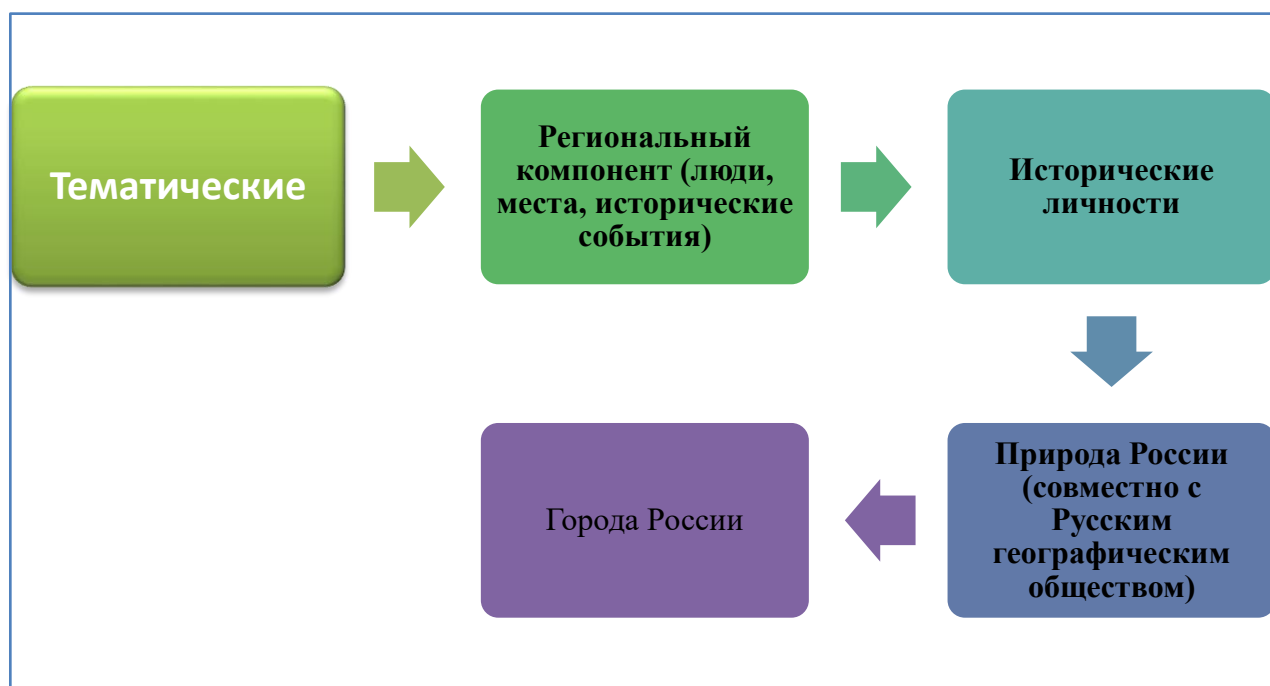 Тематические
Региональный
компонент (люди,
места, исторические
события)
Исторические
личности
Природа России
(совместно с
Русским
географическим
обществом)
Города России